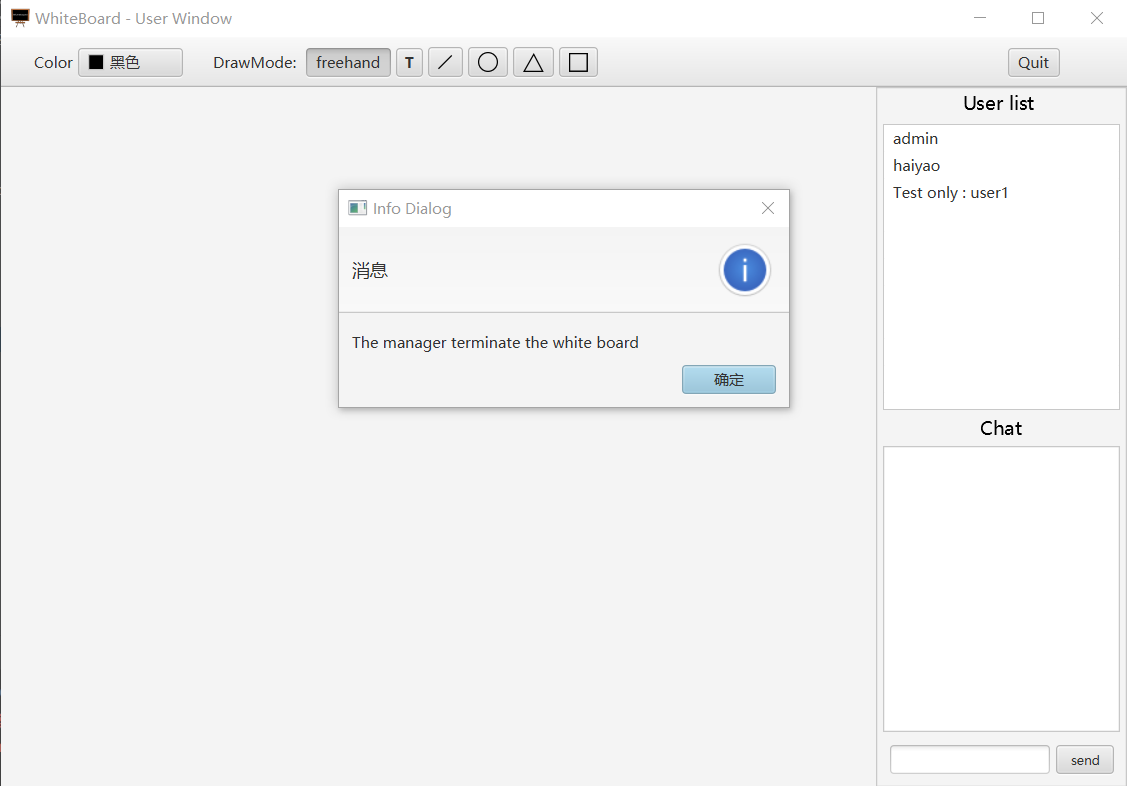 WhiteBoard - User Window
Color 黑色 DrawMode: freehand T Quit
User list
admin
haiyao
Test only : user1
Info Dialog
消息
i
The manager terminate the white board
确定
Chat
send